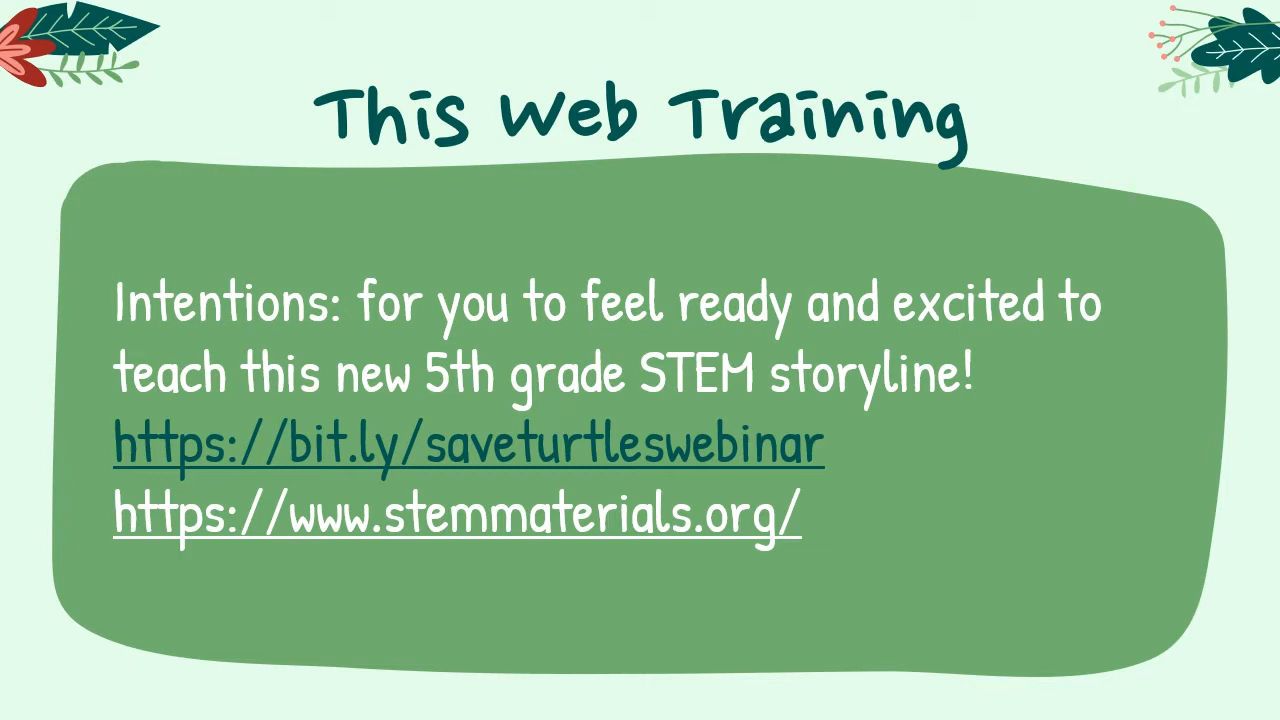 This Web Training
Intentions: for you to feel ready and excited to
teach this new 5th grade STEM storyline!
https://bit.ly/saveturtleswebinar
https://www.stemmaterials.org/